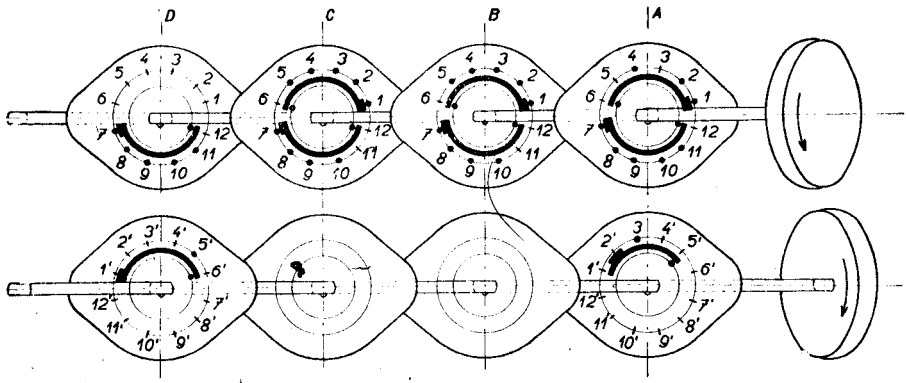 D C B A
4 3 4 3 4 3 4 3
5 2 5 2 5 2 5 2
6 1 6 1 6 1 6 1
7 12 7 12 7 12 7 12
8 11 8 11 8 11 8 11
9 10 9 10 9 10 9 10
3' 4' 3 4'
2' 5' 2' 5'
1' 6' 1' 6'
12' 7' 12' 7'
11' 8' 11' 8'
10' 9' 10' 9'